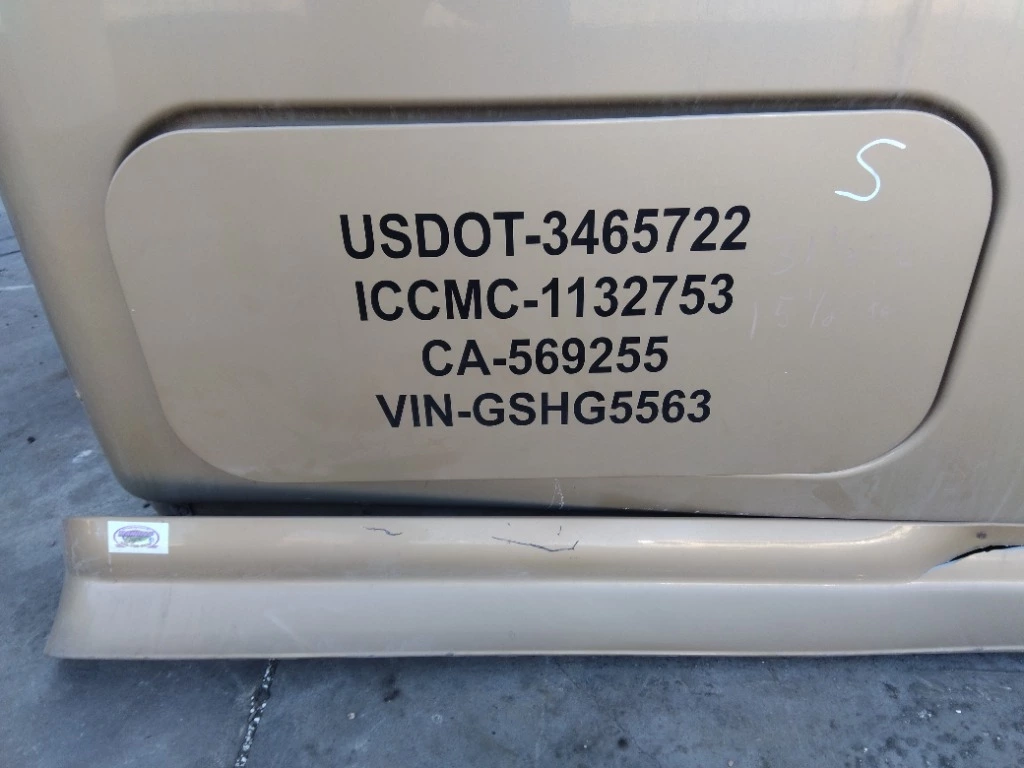 S
USDOT-3465722
ICCMC-1132753
CA-569255
VIN-GSHG5563